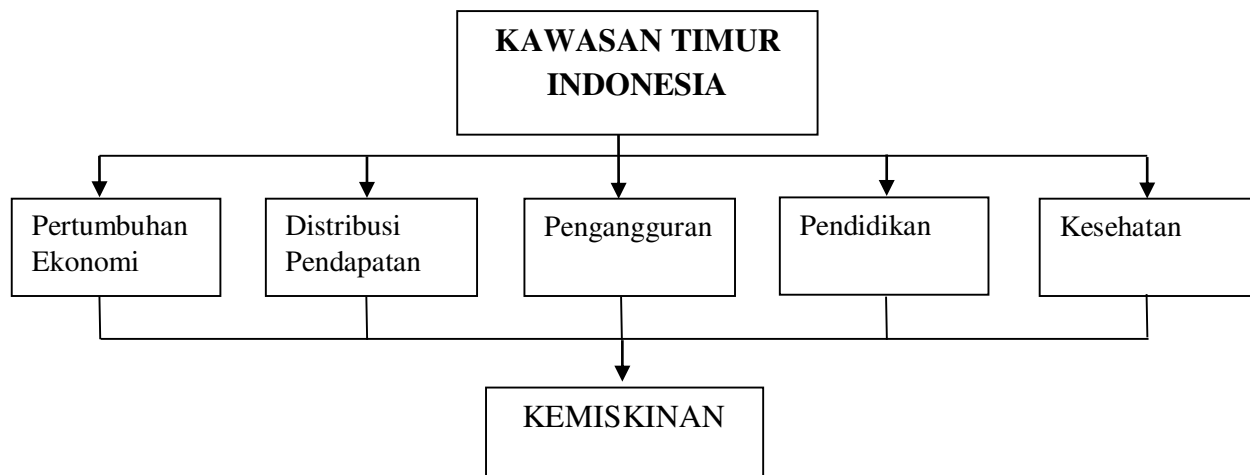 KAWASAN TIMUR
INDONESIA
Pertumbuhan
Ekonomi
Distribusi
Pendapatan
Pengangguran
Pendidikan
Kesehatan
KEMISKINAN